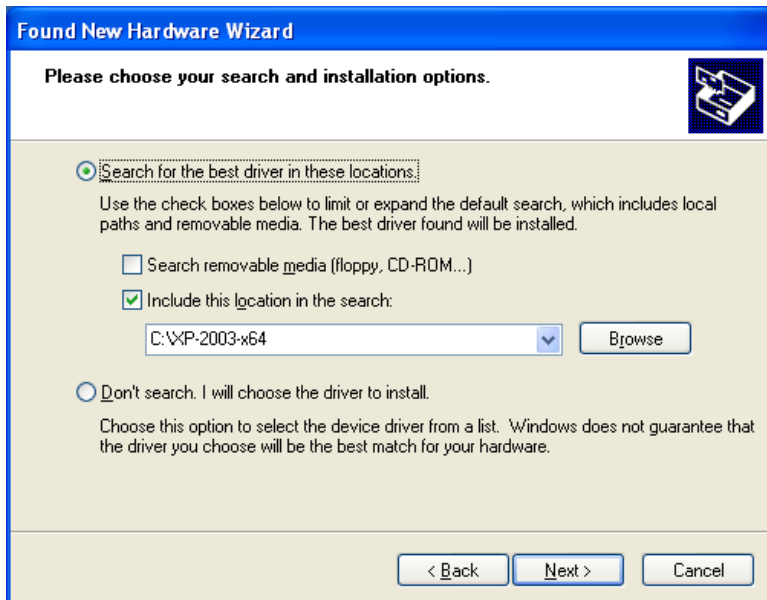 Found New Hardware Wizard
Please choose your search and installation options.
Search for the best driver in these locations.
Use the check boxes below to limit or expand the default search, which includes local
paths and removable media. The best driver found will be installed.
Search removable media (floppy, CD-ROM...)
Include this location in the search:
C:\XP-2003-x64
Browse
Don't search. I will choose the driver to install.
Choose this option to select the device driver from a list. Windows does not guarantee that
the driver you choose will be the best match for your hardware.
< Back
Next >
Cancel